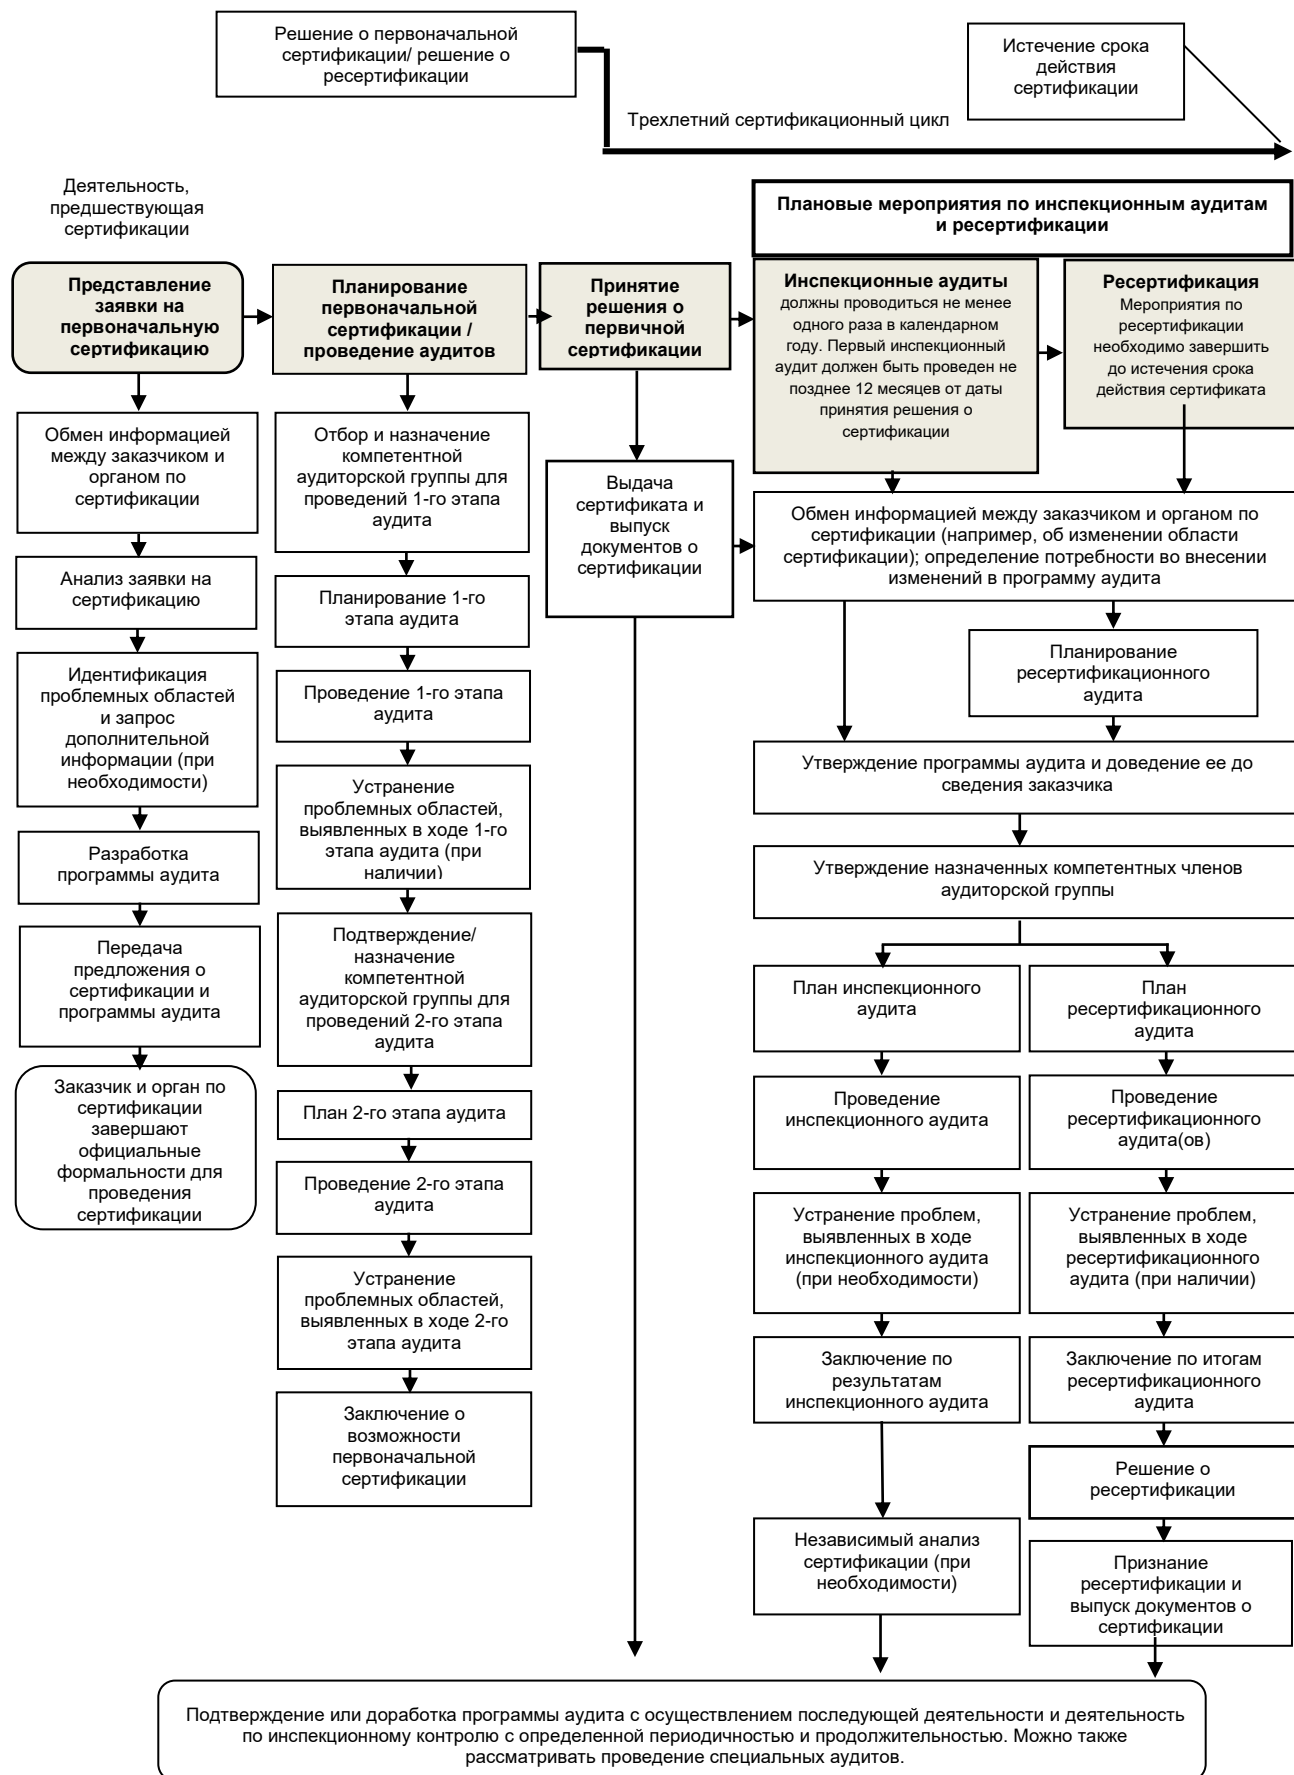 Решение о первоначальной
сертификации/ решение о
ресертификации
Истечение срока
действия
сертификации
Трехлетний сертификационный цикл
Деятельность,
предшествующая
сертификации
Плановые мероприятия по инспекционным аудитам
и ресертификации
Представление
заявки на
первоначальную
сертификацию
Обмен информацией
между заказчиком и
органом по
сертификации
Анализ заявки на
сертификацию
Идентификация
проблемных областей
и запрос
дополнительной
информации (при
необходимости)
Разработка
программы аудита
Передача
предложения о
сертификации и
программы аудита
Заказчик и орган по
сертификации
завершают
официальные
формальности для
проведения
сертификации
Планирование
первоначальной
сертификации /
проведение аудитов
Отбор и назначение
компетентной
аудиторской группы для
проведений 1-го этапа
аудита
Планирование 1-го
этапа аудита
Проведение 1-го этапа
аудита
Устранение
проблемных областей,
выявленных в ходе 1-го
этапа аудита (при
наличии)
Подтверждение/
назначение
компетентной
аудиторской группы для
проведений 2-го этапа
аудита
План 2-го этапа аудита
Проведение 2-го этапа
аудита
Устранение
проблемных областей,
выявленных в ходе 2-го
этапа аудита
Заключение о
возможности
первоначальной
сертификации
Принятие
решения о
первичной
сертификации
Выдача
сертификата и
выпуск
документов о
сертификации
Инспекционные аудиты
должны проводиться не менее
одного раза в календарном
году. Первый инспекционный
аудит должен быть проведен не
позднее 12 месяцев от даты
принятия решения о
сертификации
Ресертификация
Мероприятия по
ресертификации
необходимо завершить
до истечения срока
действия сертификата
Обмен информацией между заказчиком и органом по
сертификации (например, об изменении области
сертификации); определение потребности во внесении
изменений в программу аудита
Планирование
ресертификационного
аудита
Утверждение программы аудита и доведение ее до
сведения заказчика
Утверждение назначенных компетентных членов
аудиторской группы
План инспекционного
аудита
Проведение
инспекционного аудита
Устранение проблем,
выявленных в ходе
инспекционного аудита
(при необходимости)
Заключение по
результатам
инспекционного аудита
Независимый анализ
сертификации (при
необходимости)
План
ресертификационного
аудита
Проведение
ресертификационного
аудита(ов)
Устранение проблем,
выявленных в ходе
ресертификационного
аудита (при наличии)
Заключение по итогам
ресертификационного
аудита
Решение о
ресертификации
Признание
ресертификации и
выпуск документов о
сертификации
Подтверждение или доработка программы аудита с осуществлением последующей деятельности и деятельность
по инспекционному контролю с определенной периодичностью и продолжительностью. Можно также
рассматривать проведение специальных аудитов.